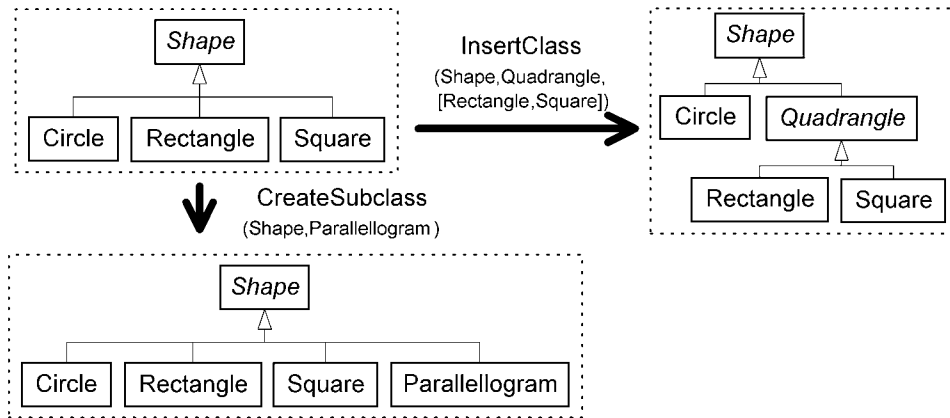 Shape
Circle
Rectangle
Square
InsertClass
(Shape,Quadrangle,
[Rectangle,Square])
Shape
Circle
Quadrangle
Rectangle
Square
CreateSubclass
(Shape,Parallellogram)
Shape
Circle
Rectangle
Square
Parallellogram